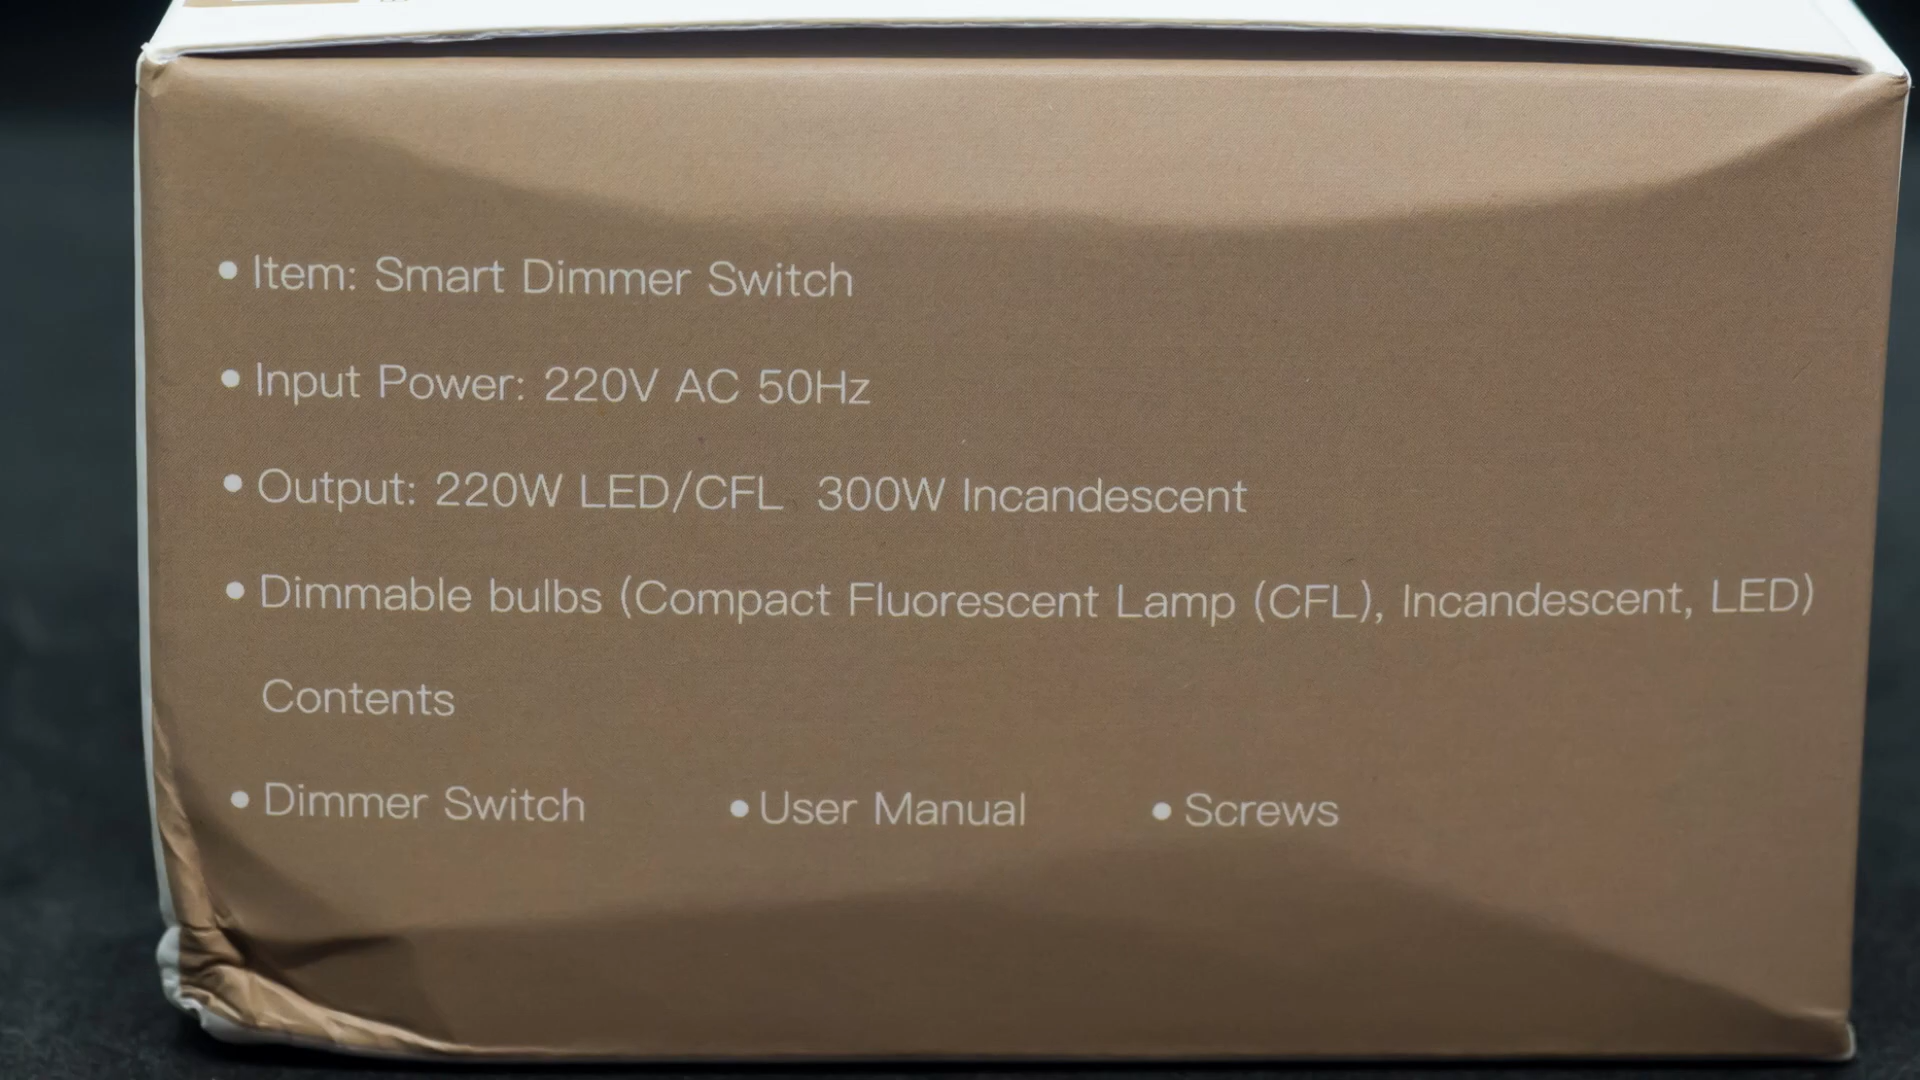 • Item: Smart Dimmer Switch
• Input Power: 220V AC 50Hz
• Output: 220W LED/CFL 300W Incandescent
• Dimmable bulbs (Compact Fluorescent Lamp (CFL), Incandescent, LED)
Contents
• Dimmer Switch • User Manual • Screws